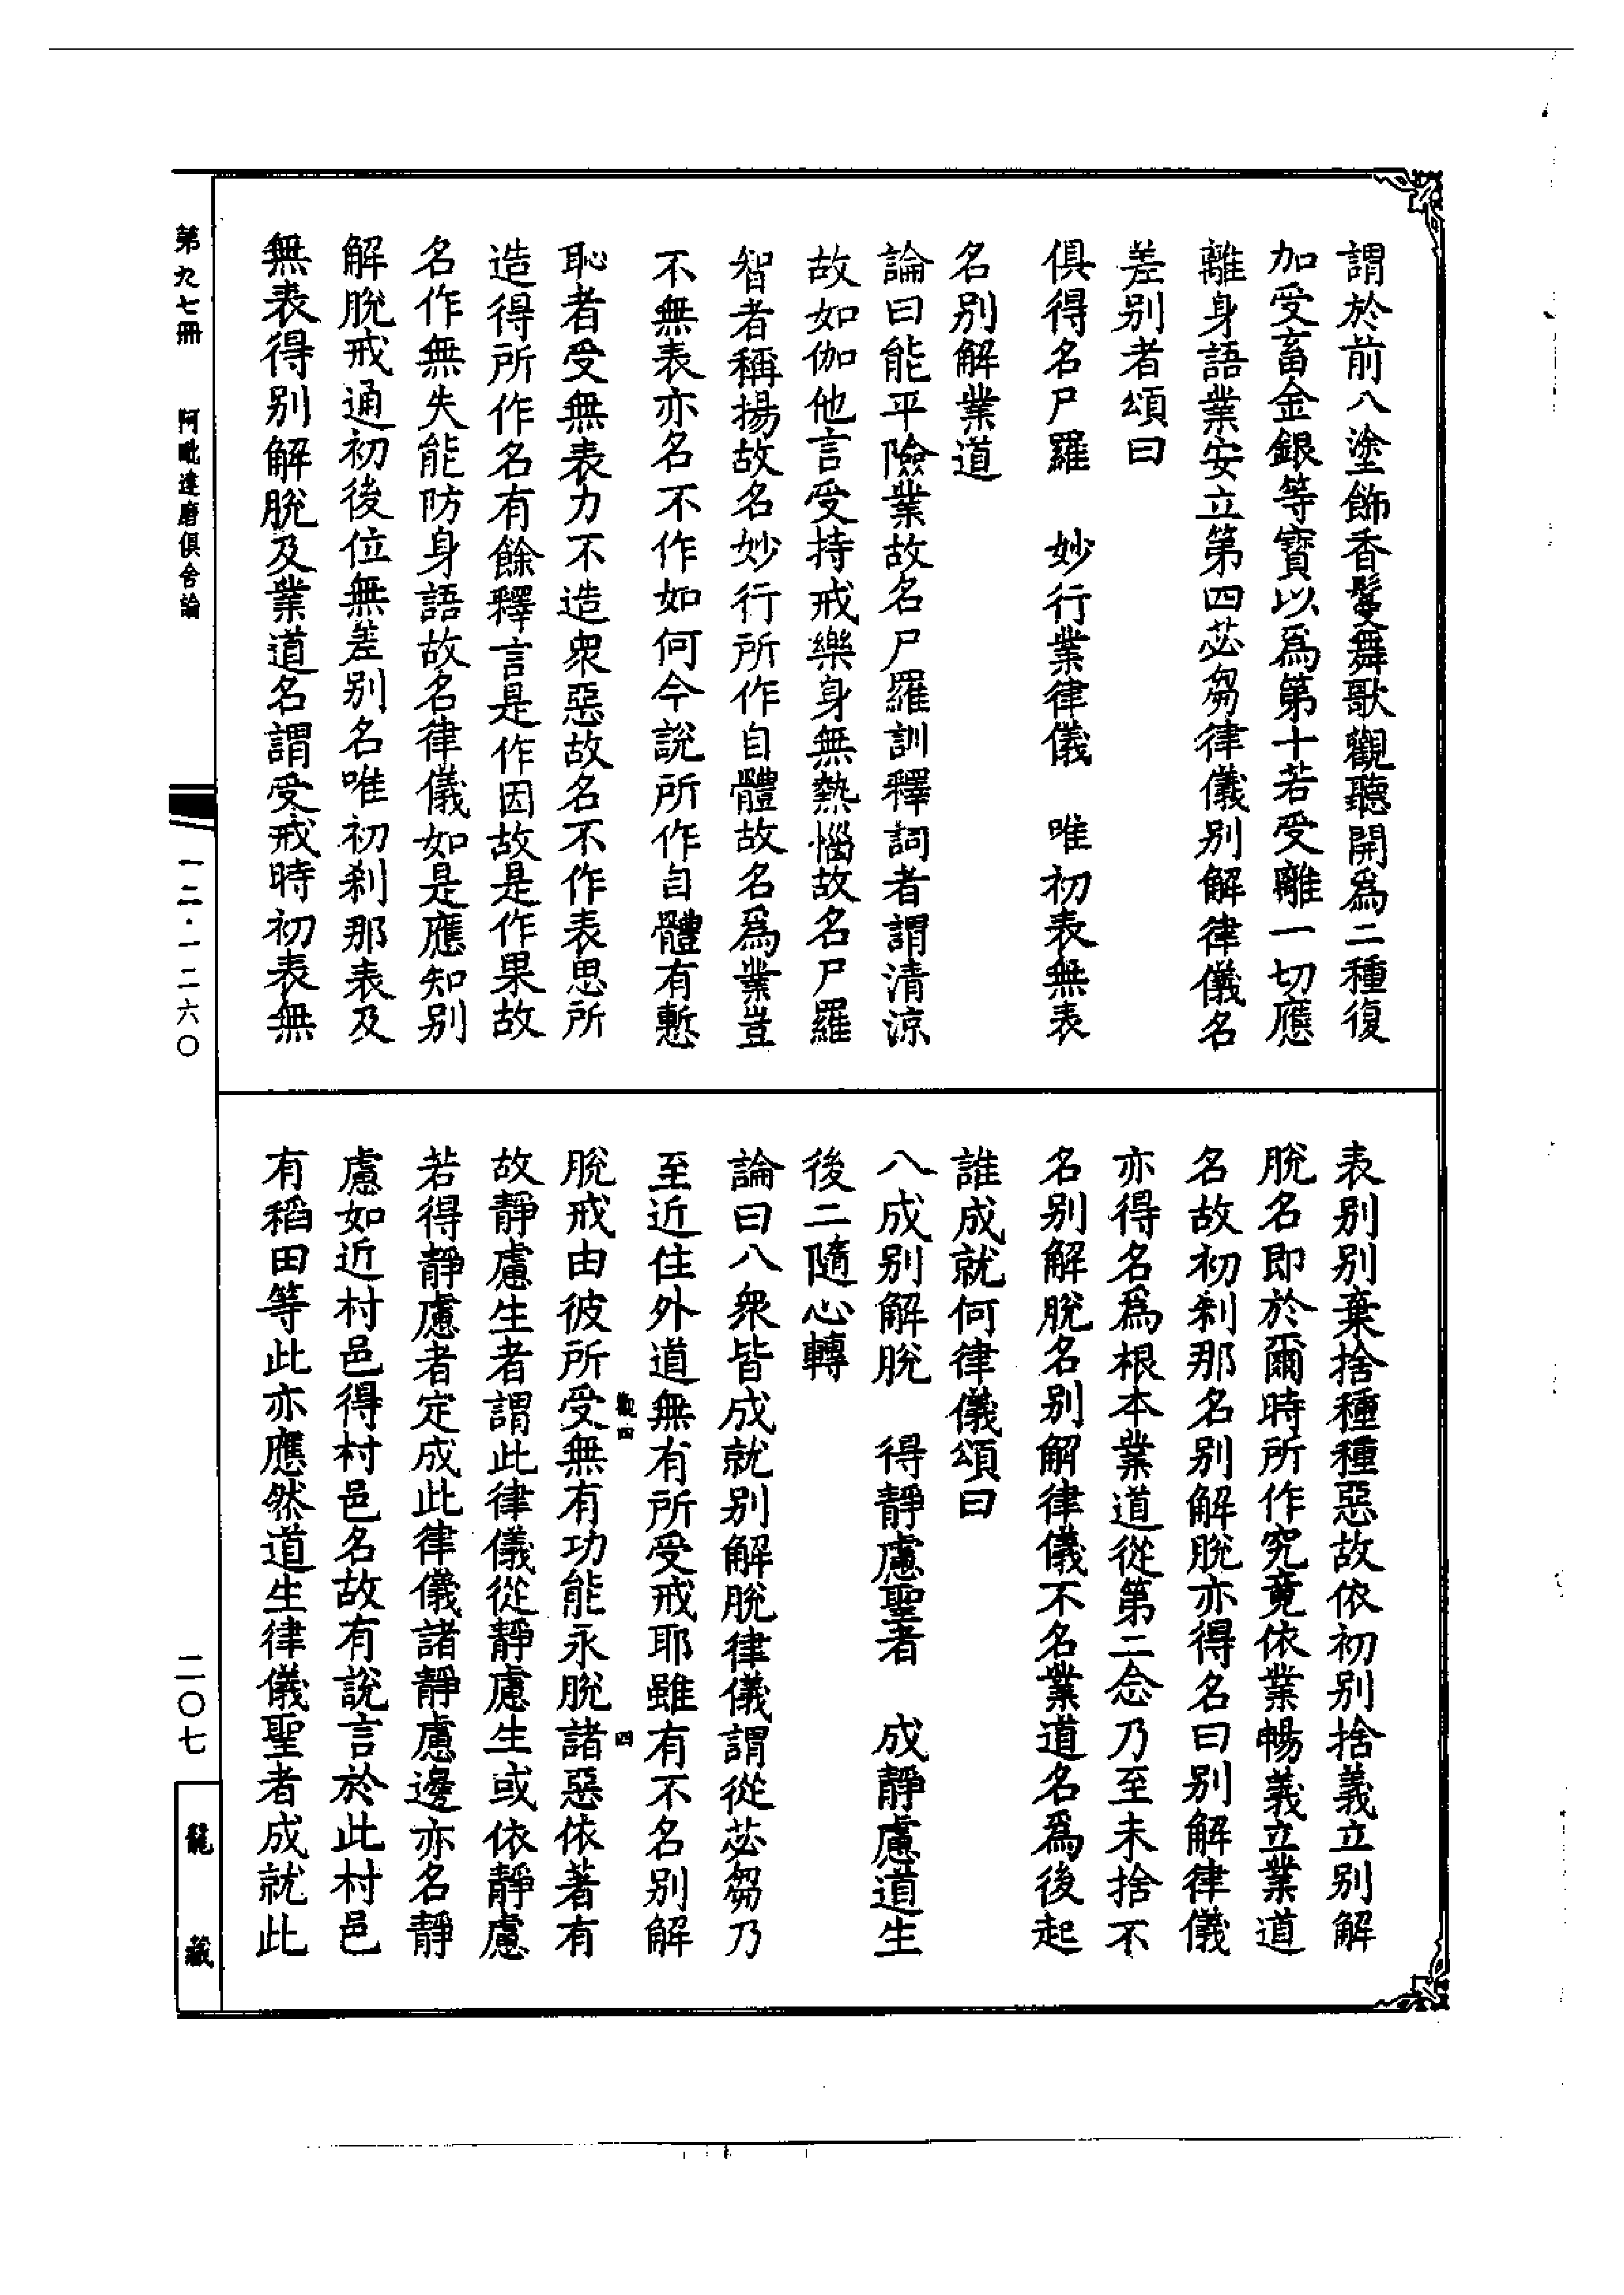 謂於前八塗飾香鬘舞歌觀聽開爲二種復
加受畜金銀等寶以爲第十若受離一切應
離身語業安立第四苾芻律儀别解律儀名
差别者頌曰
俱得名尸羅　妙行業律儀　唯初表無表
名别解業道
論曰能平險業故名尸羅訓釋詞者謂清涼
故如伽他言受持戒樂身無熱惱故名尸羅
智者稱揚故名妙行所作自體故名爲業豈
不無表亦名不作如何今說所作自體有慙
恥者受無表力不造衆惡故名不作表思所
造得所作名有餘釋言是作因故是作果故
名作無失能防身語故名律儀如是應知别
解脫戒通初後位無差别名唯初刹那表及
無表得别解脫及業道名謂受戒時初表無
表别别棄捨種種惡故依初别捨義立别解
脫名即於爾時所作究竟依業暢義立業道
名故初刹那名别解脫亦得名曰别解律儀
亦得名爲根本業道從第二念乃至未捨不
名别解脫名别解律儀不名業道名爲後起
誰成就何律儀頌曰
八成别解脫　得靜慮聖者　成靜慮道生
後二隨心轉
論曰八衆皆成就别解脫律儀謂從苾芻乃
至近住外道無有所受戒耶雖有不名别解
脫戒由彼所受無有功能永脫諸惡依著有
故靜慮生者謂此律儀從靜慮生或依靜慮
若得靜慮者定成此律儀諸靜慮邊亦名靜
慮如近村邑得村邑名故有說言於此村邑
有稻田等此亦應然道生律儀聖者成就此
四
四
第九七冊　阿毗達磨俱舍論
一二·一二六〇
二〇七
龍藏